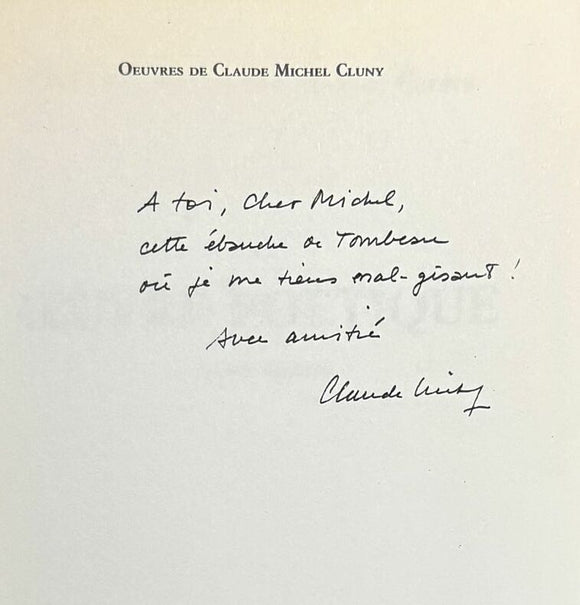 OEUVRES DE CLAUDE MICHEL CLUNY
A toi, cher Michel,
cette ébauche de Tombeau
où je me tiens mal-gisant !
Avec amitié
Claude Cluny